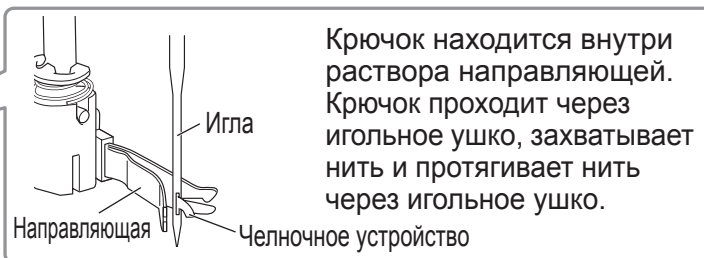 Крючок находится внутри
раствора направляющей.
Крючок проходит через
игольное ушко, захватывает
нить и протягивает нить
через игольное ушко.
Игла
Направляющая
Челночное устройство